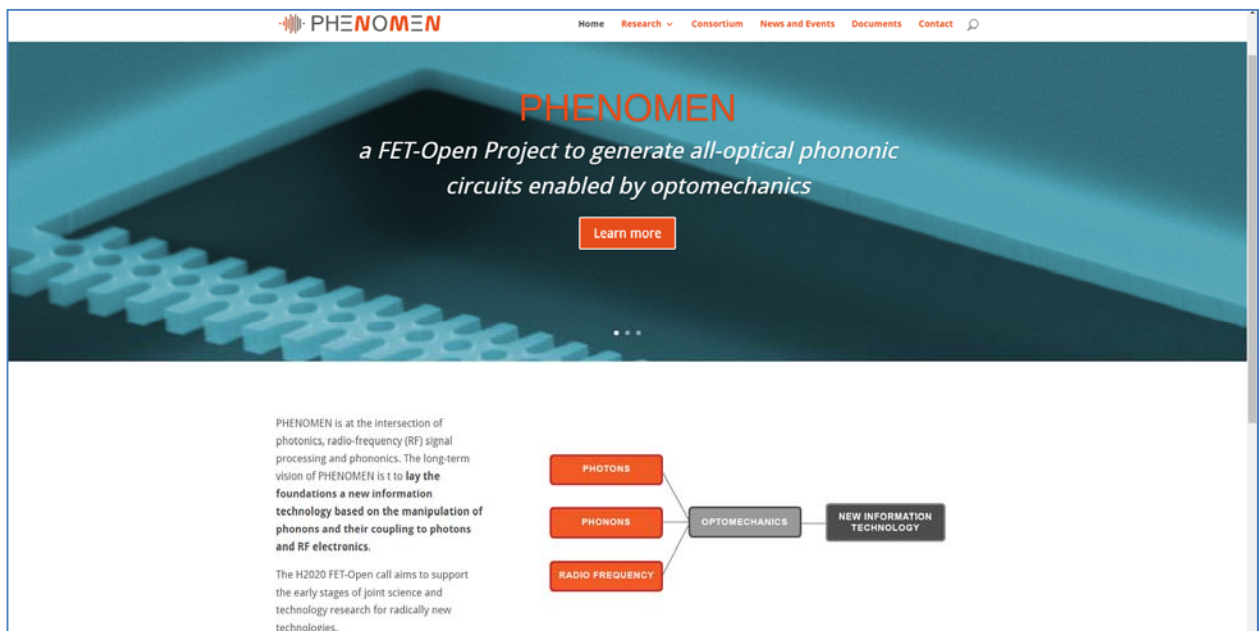 PHENOMEN
Home Research Consortium News and Events Documents Contact
PHENOMEN
a FET-Open Project to generate all-optical phononic
circuits enabled by optomechanics
Learn more
PHENOMEN is at the intersection of
photonics, radio-frequency (RF) signal
processing and phononics. The long-term
vision of PHENOMEN is t to lay the
foundations a new information
technology based on the manipulation of
phonons and their coupling to photons
and RF electronics.
The H2020 FET-Open call aims to support
the early stages of joint science and
technology research for radically new
technologies.
PHOTONS
PHONONS
RADIO FREQUENCY
OPTOMECHANICS
NEW INFORMATION
TECHNOLOGY